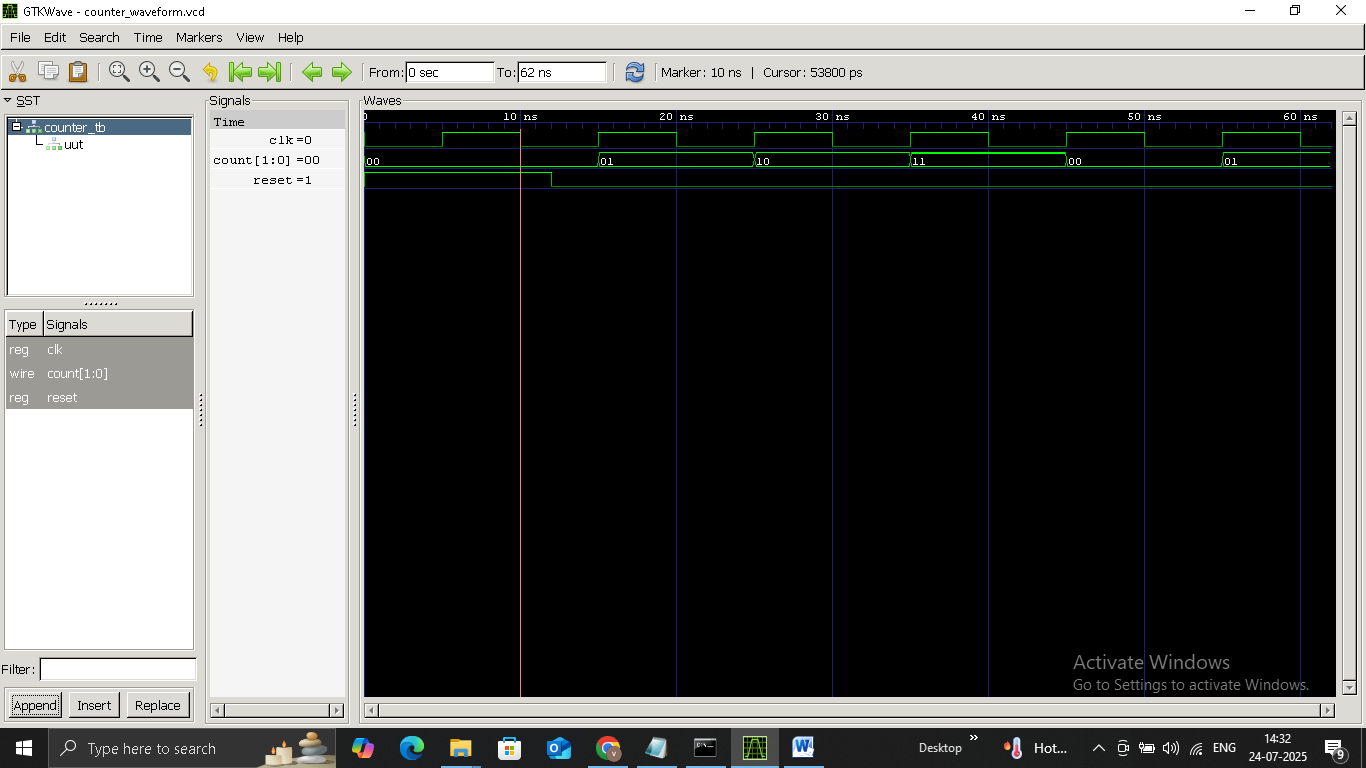 GTKWave - counter_waveform.vcd
File Edit Search Time Markers View Help
From: 0 sec To: 62 ns Marker: 10 ns | Cursor: 53800 ps
SST
counter_tb
uut
Type Signals
reg clk
wire count[1:0]
reg reset
Filter:
Append Insert Replace
Signals
Time
clk =0
count[1:0] =00
reset =1
Waves
0 10 ns 20 ns 30 ns 40 ns 50 ns 60 ns
00 01 10 11 00 01
Activate Windows
Go to Settings to activate Windows.
Type here to search
Desktop
Hot...
ENG
14:32
24-07-2025
9